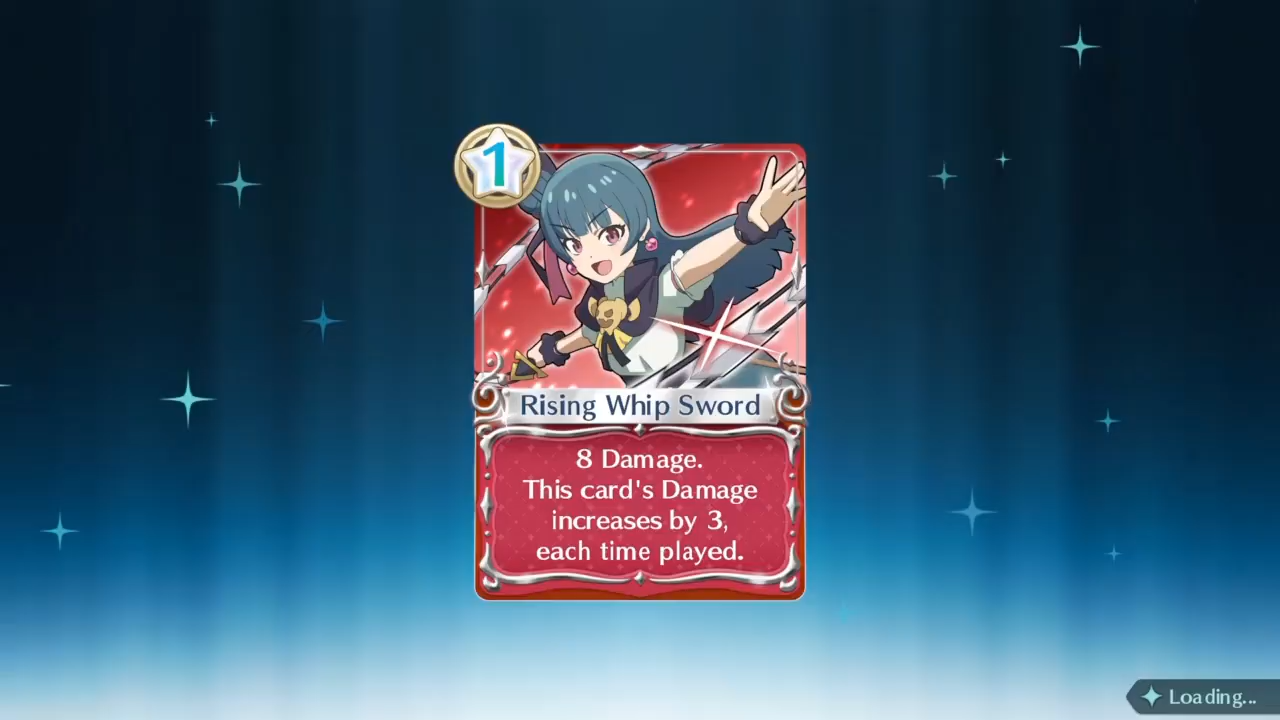 1
Rising Whip Sword
8 Damage.
This card's Damage
increases by 3,
each time played.
Loading...